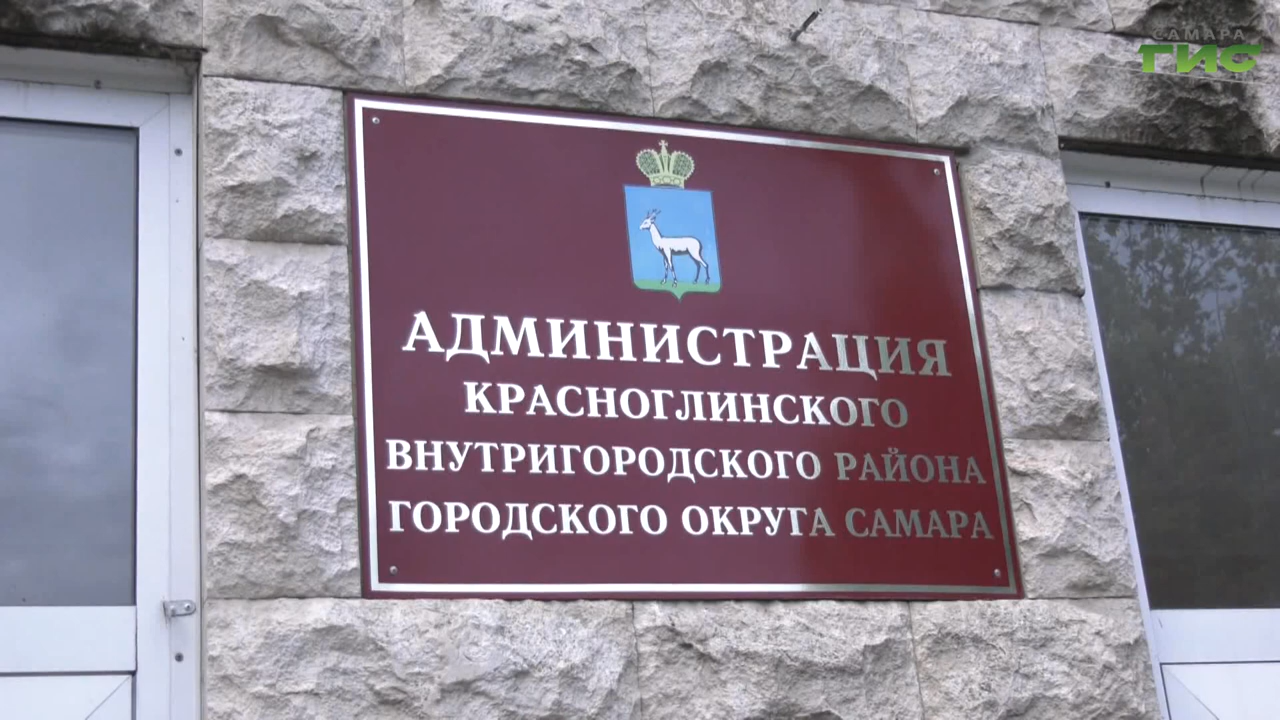 САМАРА
ГИС
АДМИНИСТРАЦИЯ
КРАСНОГЛИНСКОГО
ВНУТРИГОРОДСКОГО РАЙОНА
ГОРОДСКОГО ОКРУГА САМАРА